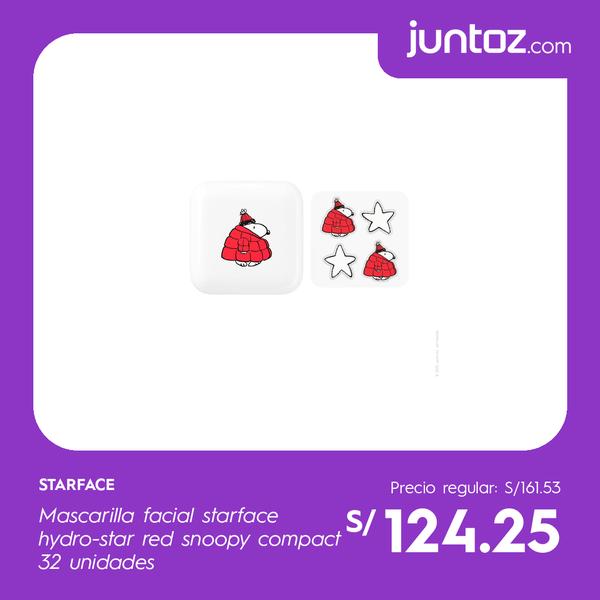 juntoz.com
STARFACE
Mascarilla facial starface
hydro-star red snoopy compact
32 unidades
Precio regular: S/161.53
S/ 124.25